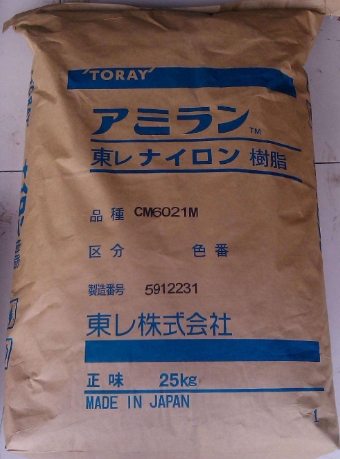 'TORAY'
アミラン™
東レナイロン樹脂
品種 CM6021M
区分 色番
製造番号 5912231
東レ株式会社
正味 25kg
MADE IN JAPAN